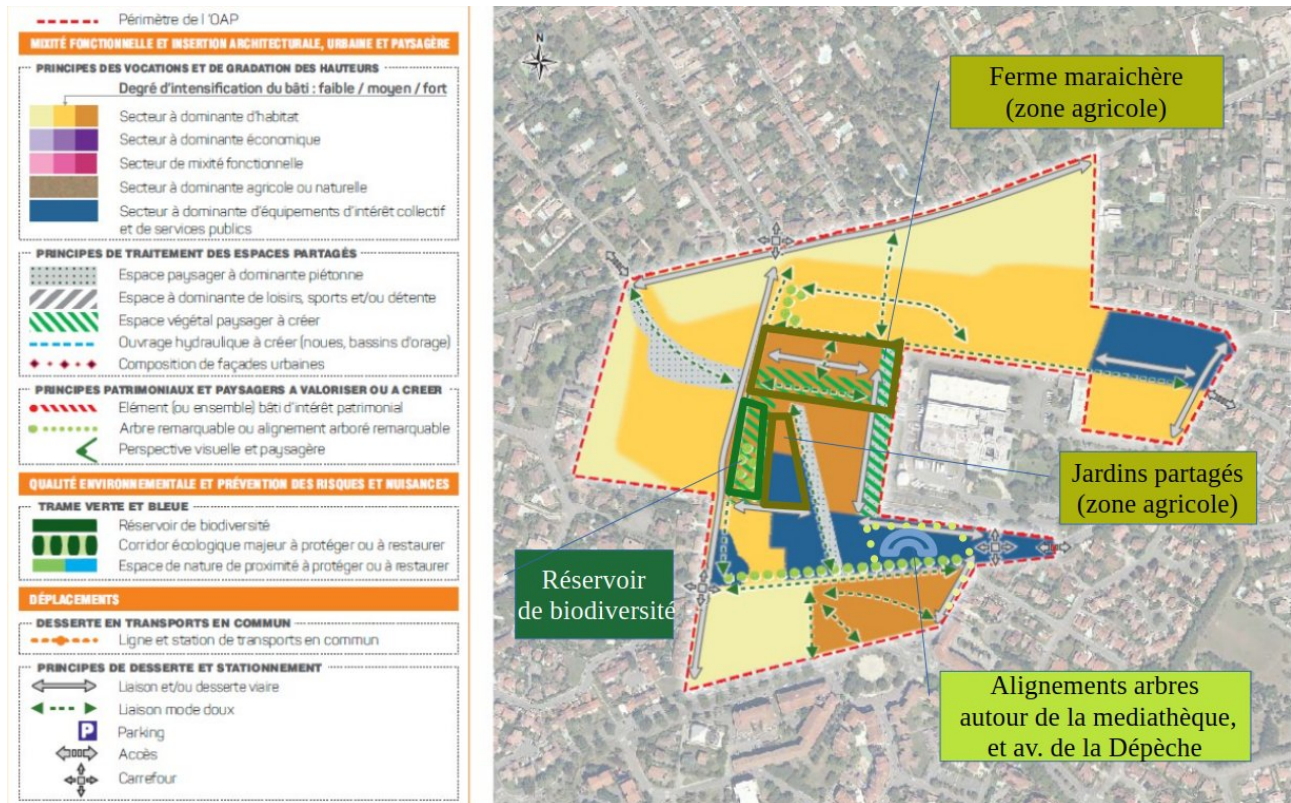 Périmètre de l 'OAP
MIXITÉ FONCTIONNELLE ET INSERTION ARCHITECTURALE, URBAINE ET PAYSAGÈRE
PRINCIPES DES VOCATIONS ET DE GRADATION DES HAUTEURS
Degré d'intensification du bâti : faible / moyen / fort
Secteur à dominante d'habitat
Secteur à dominante économique
Secteur de mixité fonctionnelle
Secteur à dominante agricole ou naturelle
Secteur à dominante d'équipements d'intérêt collectif
et de services publics
PRINCIPES DE TRAITEMENT DES ESPACES PARTAGÉS
Espace paysager à dominante piétonne
Espace à dominante de loisirs, sports et/ou détente
Espace végétal paysager à créer
Ouvrage hydraulique à créer (noues, bassins d'orage)
Composition de façades urbaines
PRINCIPES PATRIMONIAUX ET PAYSAGERS A VALORISER OU A CREER
Elément (ou ensemble) bâti d'intérêt patrimonial
Arbre remarquable ou alignement arboré remarquable
Perspective visuelle et paysagère
QUALITÉ ENVIRONNEMENTALE ET PRÉVENTION DES RISQUES ET NUISANCES
TRAME VERTE ET BLEUE
Réservoir de biodiversité
Corridor écologique majeur à protéger ou à restaurer
Espace de nature de proximité à protéger ou à restaurer
DÉPLACEMENTS
DESSERTE EN TRANSPORTS EN COMMUN
Ligne et station de transports en commun
PRINCIPES DE DESSERTE ET STATIONNEMENT
Liaison et/ou desserte viaire
Liaison mode doux
P Parking
Accès
Carrefour
N
Ferme maraichère
(zone agricole)
Jardins partagés
(zone agricole)
Réservoir
de biodiversité
Alignements arbres
autour de la mediathèque,
et av. de la Dépèche